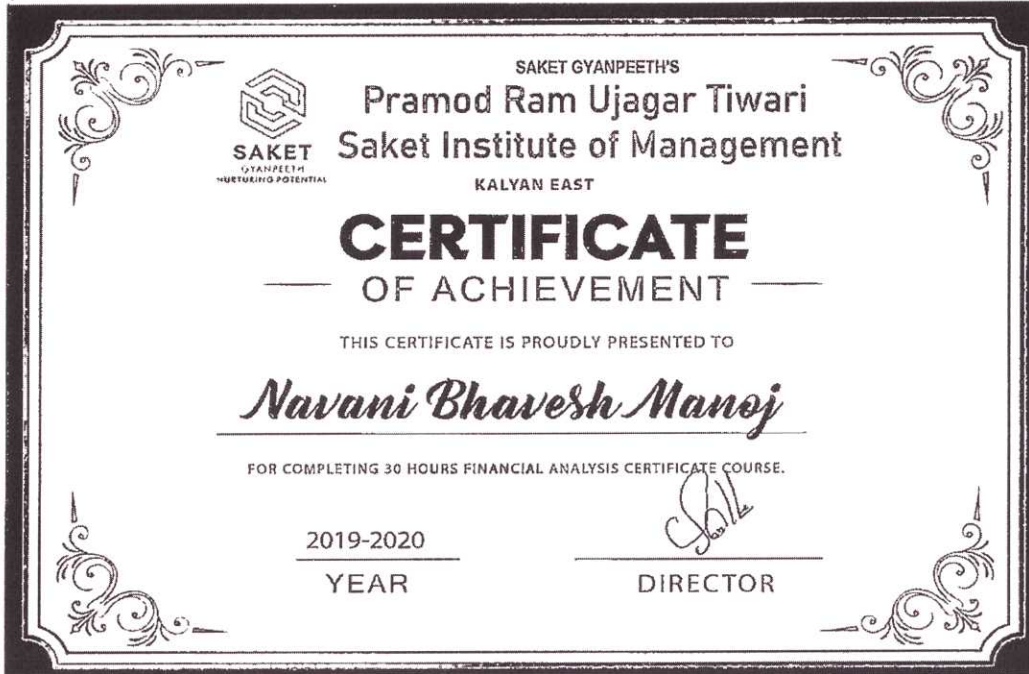 SAKET GYANPEETH'S
Pramod Ram Ujagar Tiwari
Saket Institute of Management
KALYAN EAST
SAKET
GYANPEETH
NURTURING POTENTIAL
CERTIFICATE
OF ACHIEVEMENT
THIS CERTIFICATE IS PROUDLY PRESENTED TO
Navani Bhavesh Manoj
FOR COMPLETING 30 HOURS FINANCIAL ANALYSIS CERTIFICATE COURSE.
2019-2020
YEAR
DIRECTOR